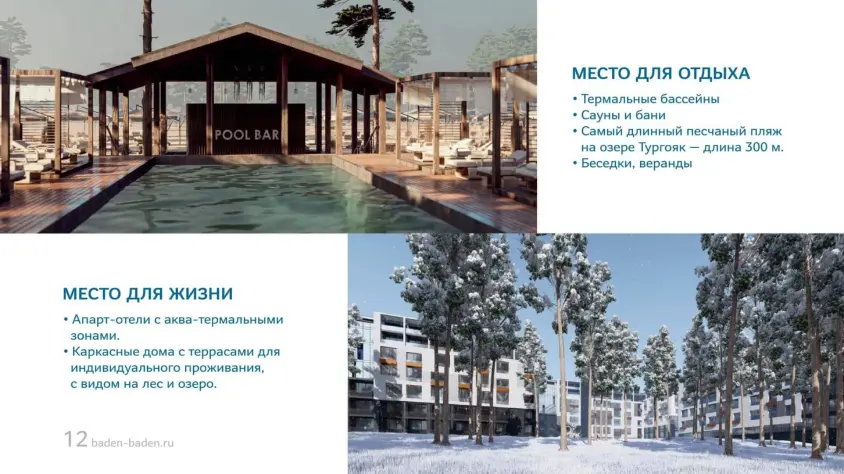 POOL BAR
МЕСТО ДЛЯ ОТДЫХА
• Термальные бассейны
• Сауны и бани
• Самый длинный песчаный пляж
на озере Тургояк — длина 300 м.
• Беседки, веранды
МЕСТО ДЛЯ ЖИЗНИ
• Апарт-отели с аква-термальными
зонами.
• Каркасные дома с террасами для
индивидуального проживания,
с видом на лес и озеро.
12 baden-baden.ru